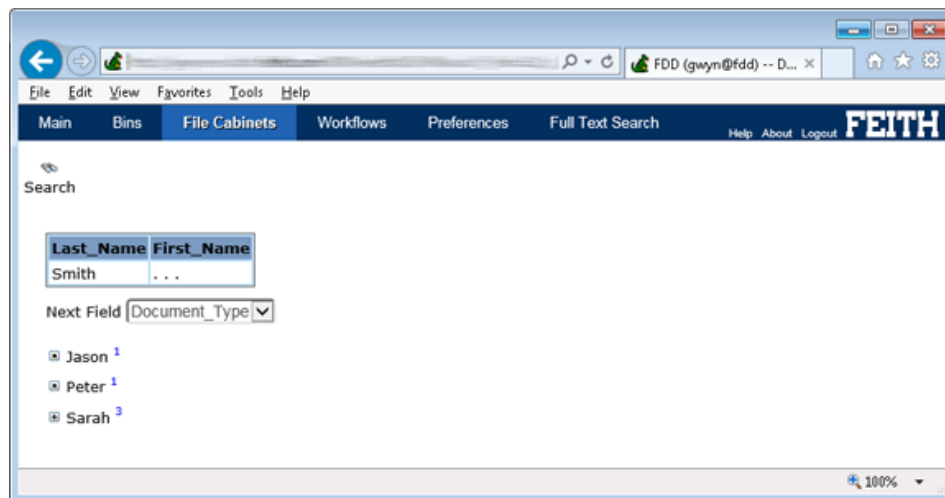 FDD (gwyn@fdd) -- D...
File Edit View Favorites Tools Help
Main Bins File Cabinets Workflows Preferences Full Text Search Help About Logout FEITH
Search
Last_Name First_Name
Smith . . .
Next Field Document_Type
Jason 1
Peter 1
Sarah 3
100%